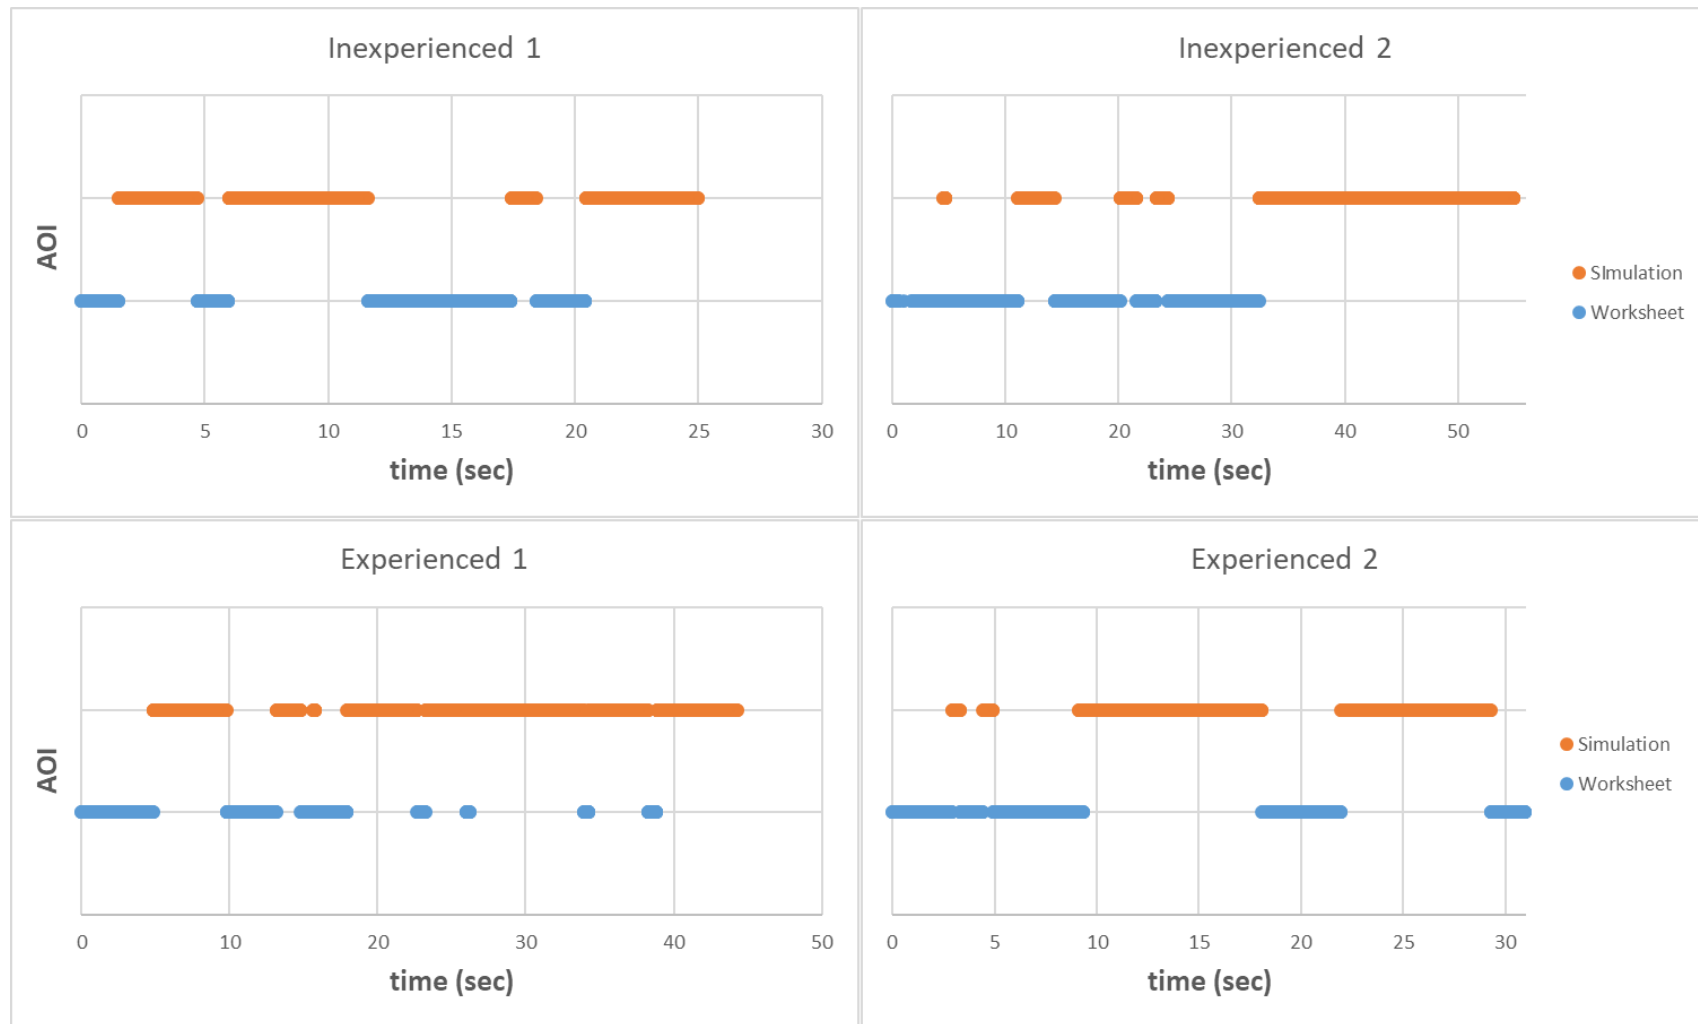 Inexperienced 1
AOI
0 5 10 15 20 25 30
time (sec)
Inexperienced 2
0 10 20 30 40 50
time (sec)
SImulation
Worksheet
Experienced 1
AOI
0 10 20 30 40 50
time (sec)
Experienced 2
0 5 10 15 20 25 30
time (sec)
Simulation
Worksheet